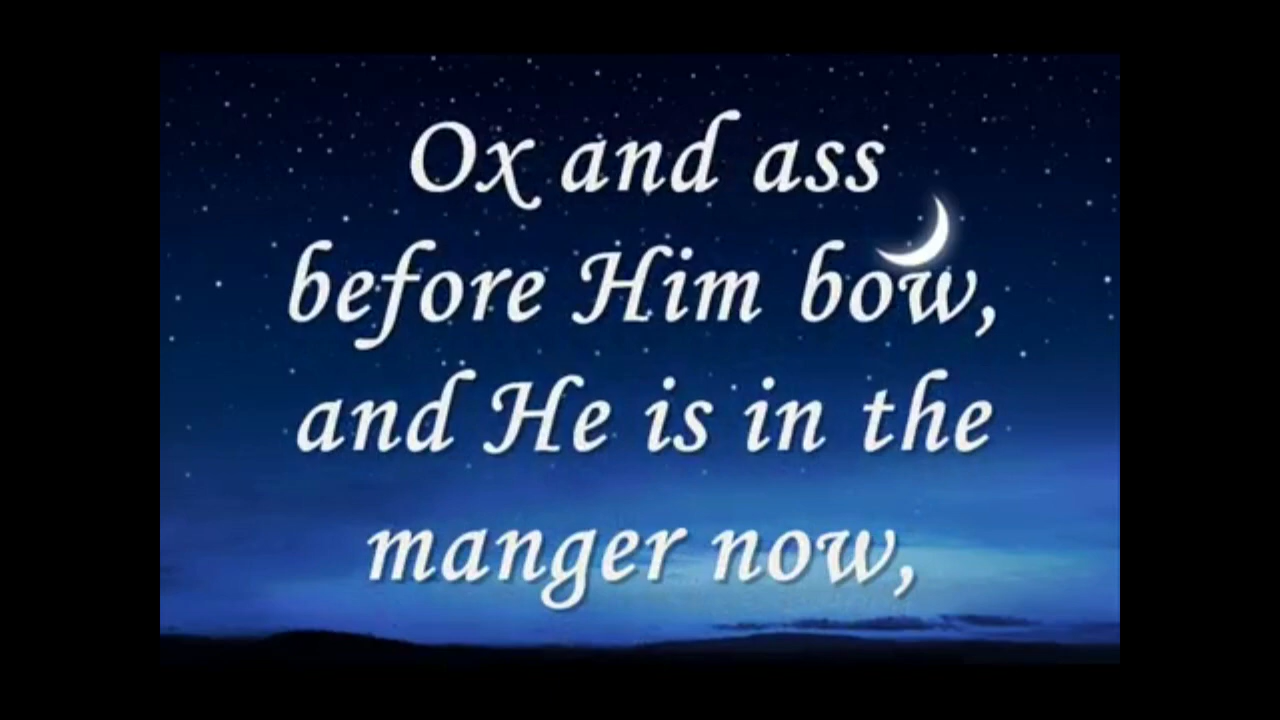 Ox and ass
before Him bow,
and He is in the
manger now,